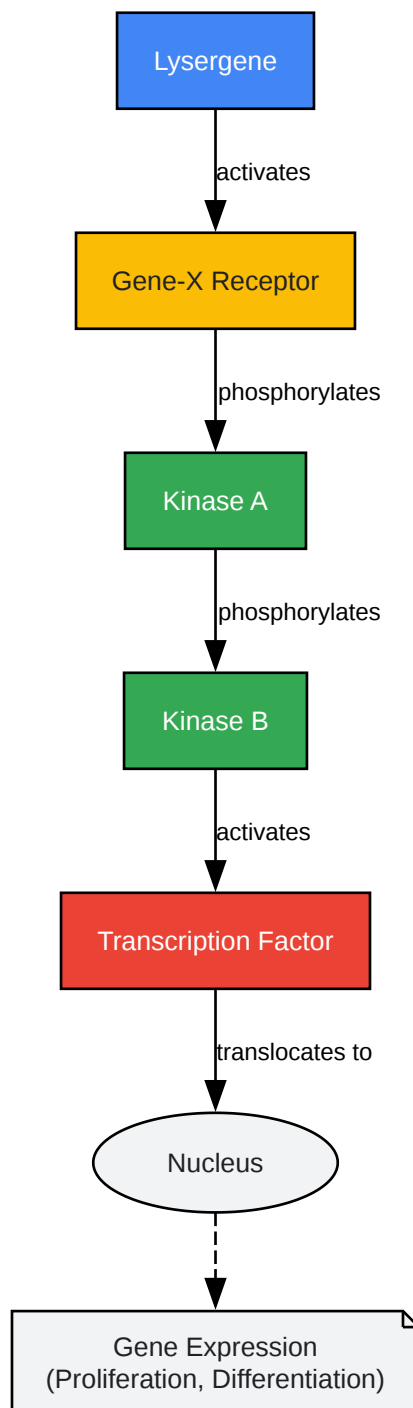 Lysergene
activates
Gene-X Receptor
phosphorylates
Kinase A
phosphorylates
Kinase B
activates
Transcription Factor
translocates to
Nucleus
Gene Expression
(Proliferation, Differentiation)